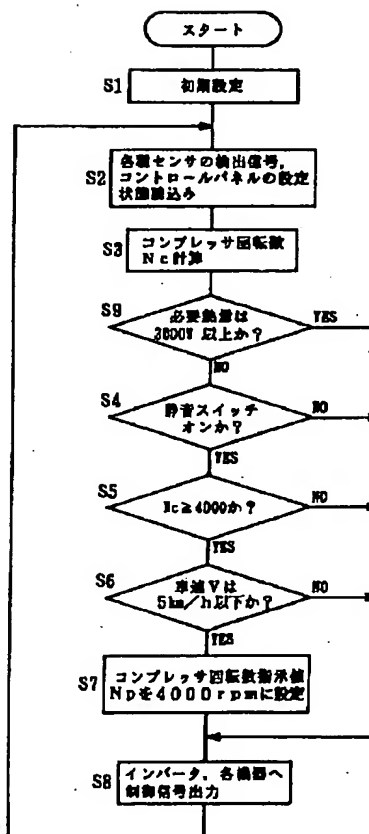 スタート
S1
初期設定
S2
各種センサの検出信号,
コントロールパネルの設定
状態読込み
S3
コンプレッサ回転数
Nc計算
S9
必要熱量は
3800W 以上か?
YES
NO
S4
静音スイッチ
オンか?
NO
YES
S5
Nc≧4000か?
NO
YES
S6
車速Vは
5km/h以下か?
NO
YES
S7
コンプレッサ回転数指示値
Npを4000rpmに設定
S8
インバータ, 各機器へ
制御信号出力